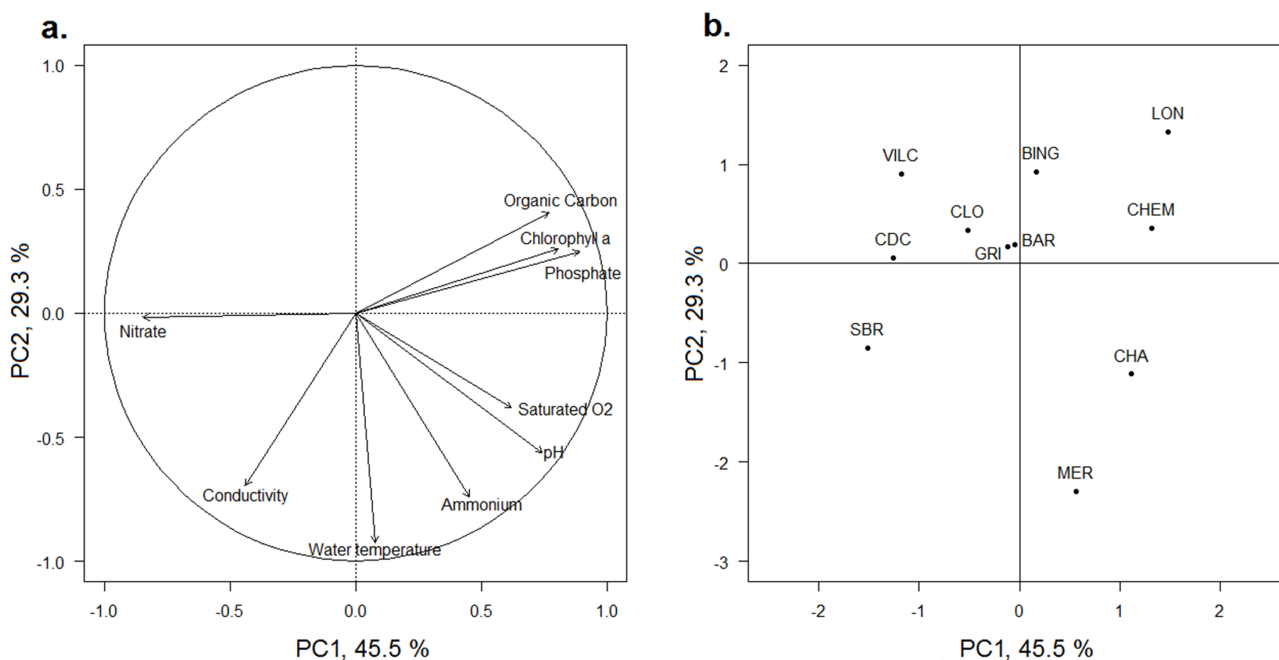 a.
1.0
0.5
0.0
-0.5
-1.0
PC2, 29.3 %
Organic Carbon
Chlorophyll a
Phosphate
Nitrate
Saturated O2
pH
Conductivity
Ammonium
Water temperature
-1.0 -0.5 0.0 0.5 1.0
PC1, 45.5 %
b.
2
1
0
-1
-2
-3
PC2, 29.3 %
LON
VILC
BING
CLO
CHEM
CDC
GRI
BAR
SBR
CHA
MER
-2 -1 0 1 2
PC1, 45.5 %